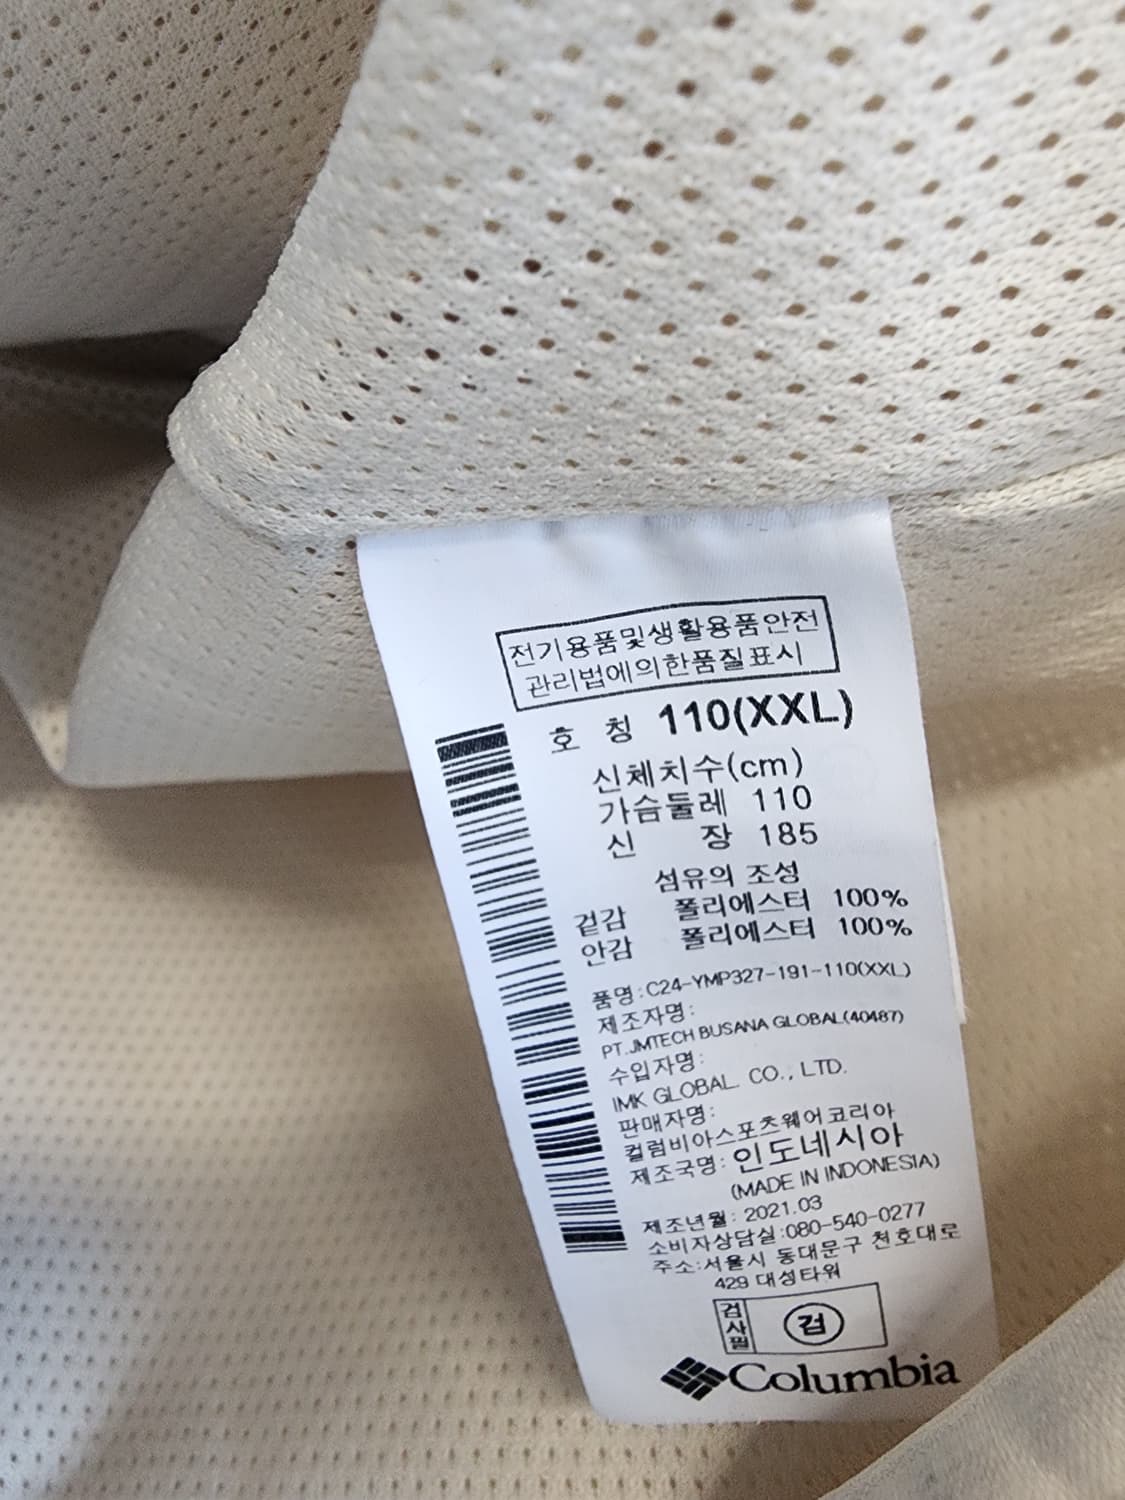 전기용품및생활용품안전
관리법에의한품질표시
호 칭 110(XXL)
신체치수(cm)
가슴둘레 110
신 장 185
섬유의 조성
겉감 폴리에스터 100%
안감 폴리에스터 100%
품명:C24-YMP327-191-110(XXL)
제조자명:
PT.JMTECH BUSANA GLOBAL(40487)
수입자명:
IMK GLOBAL. CO., LTD.
판매자명:
컬럼비아스포츠웨어코리아
제조국명: 인도네시아
(MADE IN INDONESIA)
제조년월: 2021.03
소비자상담실:080-540-0277
주소:서울시 동대문구 천호대로
429 대성타워
검사필 검
Columbia